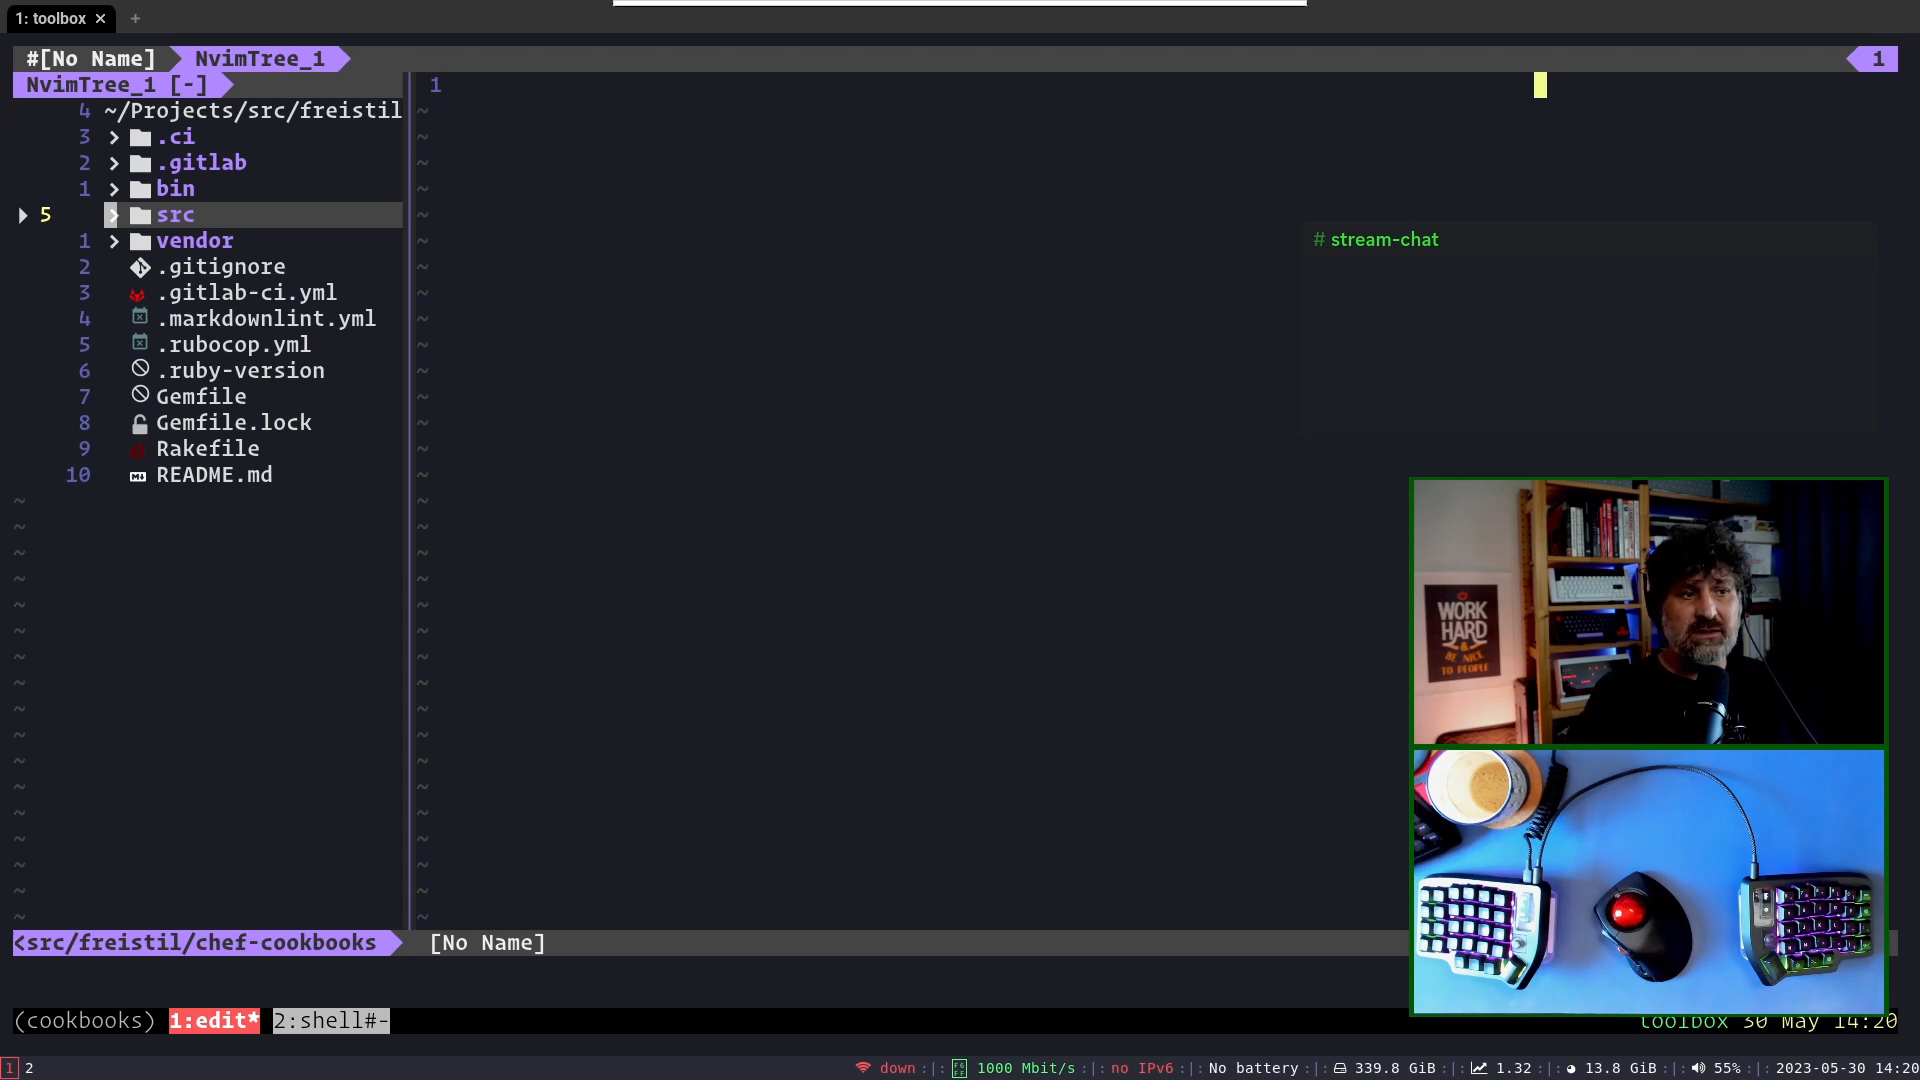 1: toolbox × +
#[No Name] NvimTree_1 1
NvimTree_1 [-]
1
4 ~/Projects/src/freistil
3 > .ci
2 > .gitlab
1 > bin
5 > src
1 > vendor
2 .gitignore
3 .gitlab-ci.yml
4 .markdownlint.yml
5 .rubocop.yml
6 .ruby-version
7 Gemfile
8 Gemfile.lock
9 Rakefile
10 README.md
# stream-chat
WORK
HARD
&
BE NICE
TO PEOPLE
<src/freistil/chef-cookbooks [No Name]
(cookbooks) 1:edit* 2:shell#- toolbox 30 May 14:20
1 2 down :|: 1000 Mbit/s :|: no IPv6 :|: No battery :|: 339.8 GiB :|: 1.32 :|: 13.8 GiB :|: 55% :|: 2023-05-30 14:20